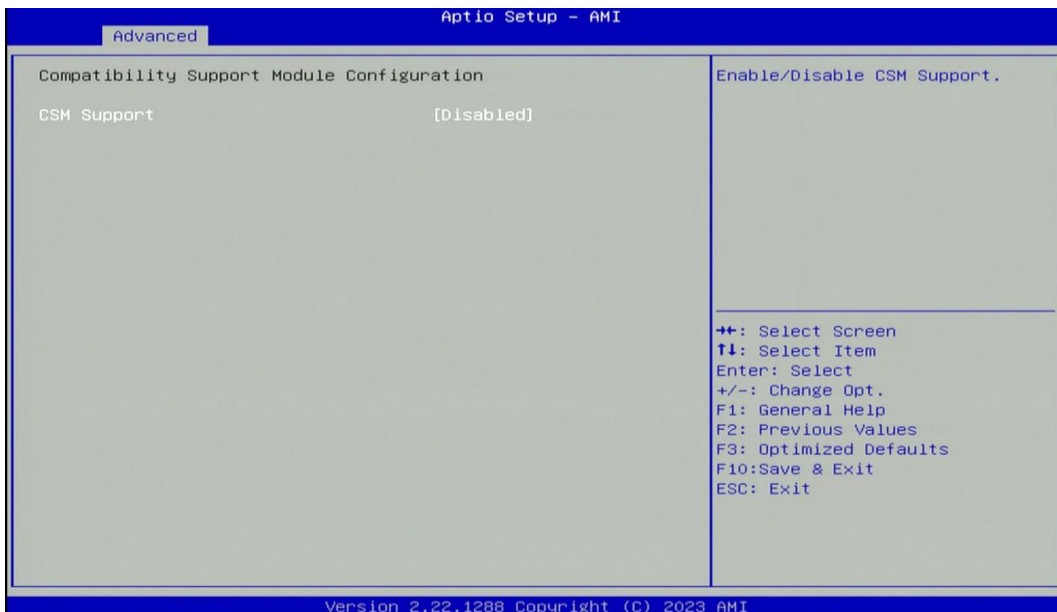 Aptio Setup - AMI
Advanced
Compatibility Support Module Configuration
CSM Support [Disabled]
Enable/Disable CSM Support.
→←: Select Screen
↑↓: Select Item
Enter: Select
+/-: Change Opt.
F1: General Help
F2: Previous Values
F3: Optimized Defaults
F10:Save & Exit
ESC: Exit
Version 2.22.1288 Copyright (C) 2023 AMI